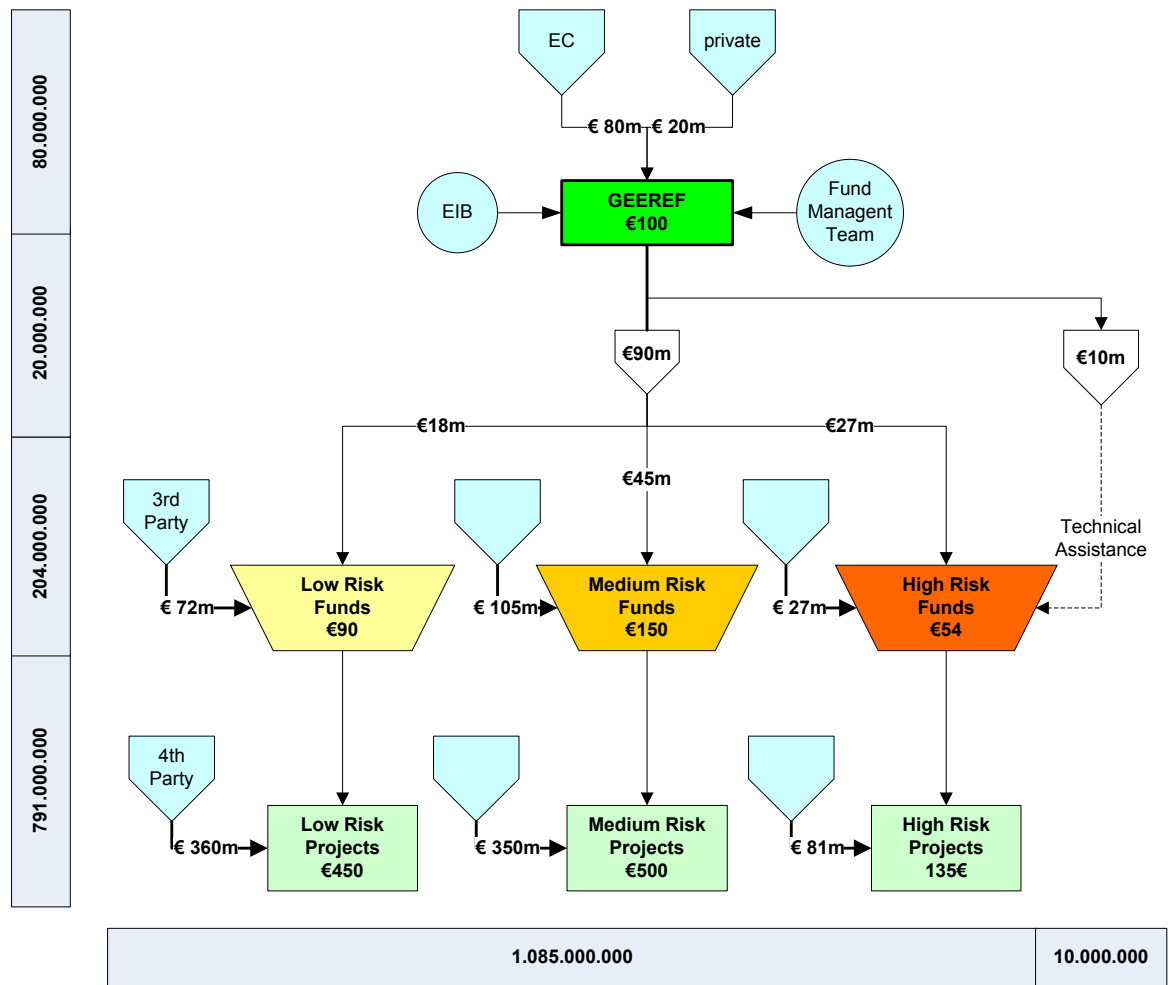 EC
private
€ 80m
€ 20m
80.000.000
GEEREF
€100
EIB
Fund
Managent
Team
20.000.000
€90m
€10m
€18m
€27m
€45m
204.000.000
3rd
Party
Technical
Assistance
€ 72m
Low Risk
Funds
€90
€ 105m
Medium Risk
Funds
€150
€ 27m
High Risk
Funds
€54
791.000.000
4th
Party
€ 360m
Low Risk
Projects
€450
€ 350m
Medium Risk
Projects
€500
€ 81m
High Risk
Projects
135€
1.085.000.000
10.000.000